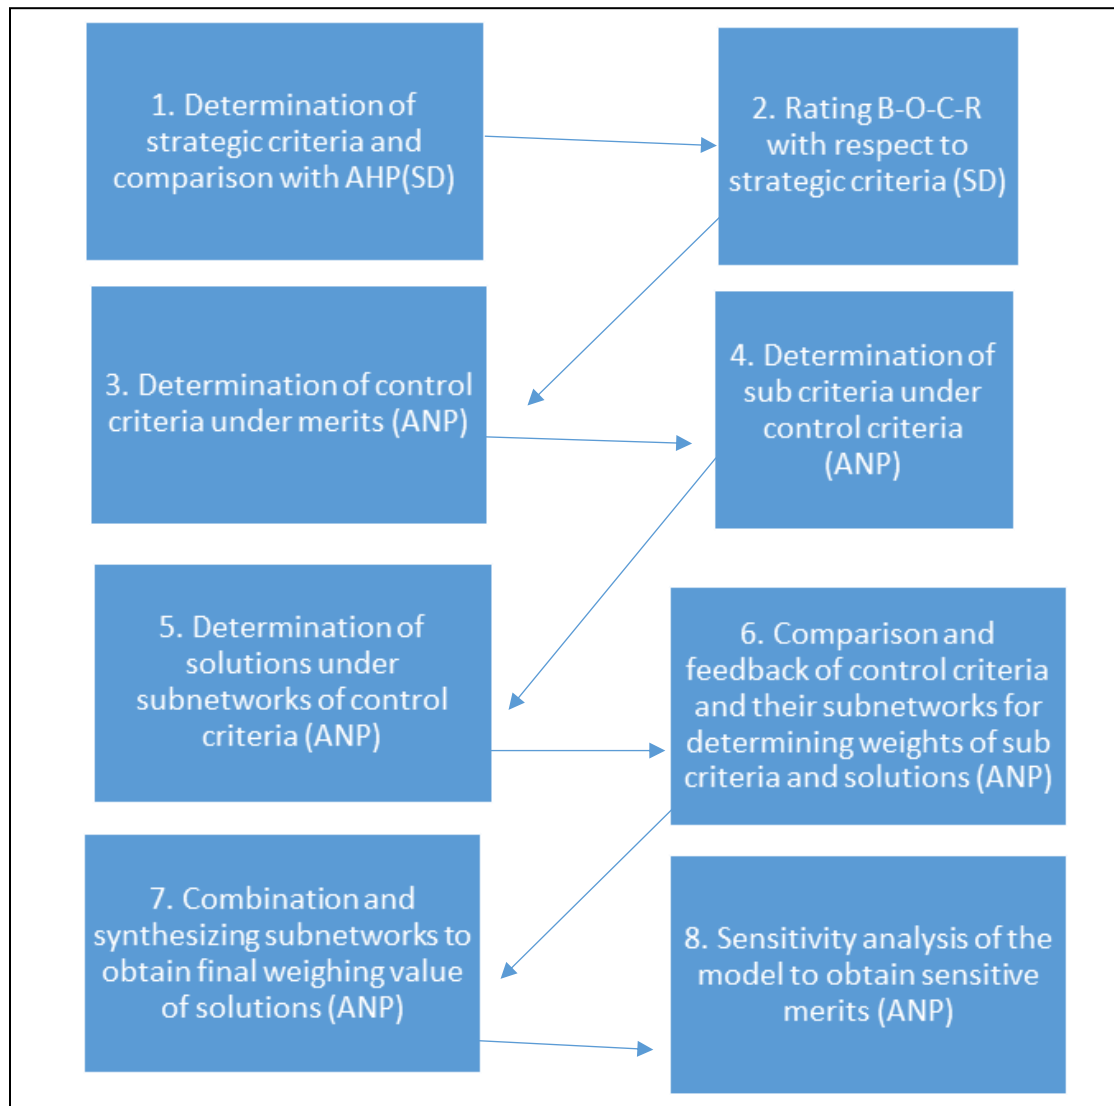 1. Determination of
strategic criteria and
comparison with AHP(SD)
2. Rating B-O-C-R
with respect to
strategic criteria (SD)
3. Determination of control
criteria under merits (ANP)
4. Determination of
sub criteria under
control criteria
(ANP)
5. Determination of
solutions under
subnetworks of control
criteria (ANP)
6. Comparison and
feedback of control criteria
and their subnetworks for
determining weights of sub
criteria and solutions (ANP)
7. Combination and
synthesizing subnetworks to
obtain final weighing value
of solutions (ANP)
8. Sensitivity analysis of the
model to obtain sensitive
merits (ANP)